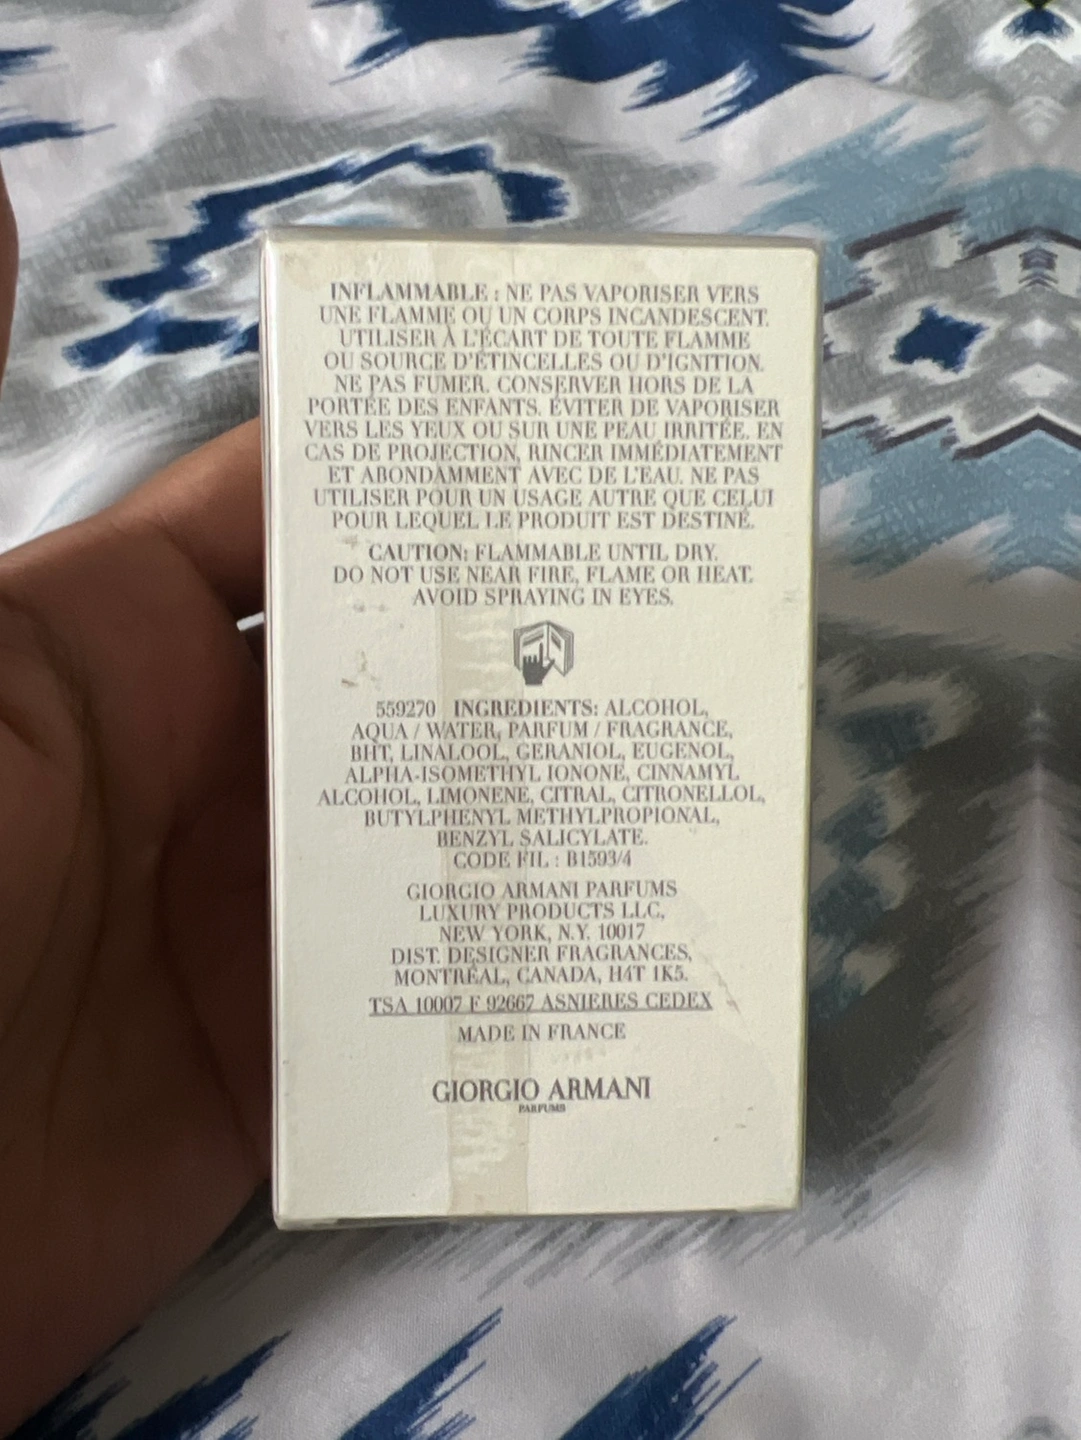 INFLAMMABLE : NE PAS VAPORISER VERS
UNE FLAMME OU UN CORPS INCANDESCENT.
UTILISER À L'ÉCART DE TOUTE FLAMME
OU SOURCE D'ÉTINCELLES OU D'IGNITION.
NE PAS FUMER. CONSERVER HORS DE LA
PORTÉE DES ENFANTS. ÉVITER DE VAPORISER
VERS LES YEUX OU SUR UNE PEAU IRRITÉE. EN
CAS DE PROJECTION, RINCER IMMÉDIATEMENT
ET ABONDAMMENT AVEC DE L'EAU. NE PAS
UTILISER POUR UN USAGE AUTRE QUE CELUI
POUR LEQUEL LE PRODUIT EST DESTINÉ.
CAUTION: FLAMMABLE UNTIL DRY.
DO NOT USE NEAR FIRE, FLAME OR HEAT.
AVOID SPRAYING IN EYES.
559270 INGREDIENTS: ALCOHOL,
AQUA / WATER, PARFUM / FRAGRANCE,
BHT, LINALOOL, GERANIOL, EUGENOL,
ALPHA-ISOMETHYL IONONE, CINNAMYL
ALCOHOL, LIMONENE, CITRAL, CITRONELLOL,
BUTYLPHENYL METHYLPROPIONAL,
BENZYL SALICYLATE.
CODE FIL : B1593/4
GIORGIO ARMANI PARFUMS
LUXURY PRODUCTS LLC,
NEW YORK, N.Y. 10017
DIST. DESIGNER FRAGRANCES,
MONTRÉAL, CANADA, H4T 1K5.
TSA 10007 F 92667 ASNIERES CEDEX
MADE IN FRANCE
GIORGIO ARMANI
PARFUMS